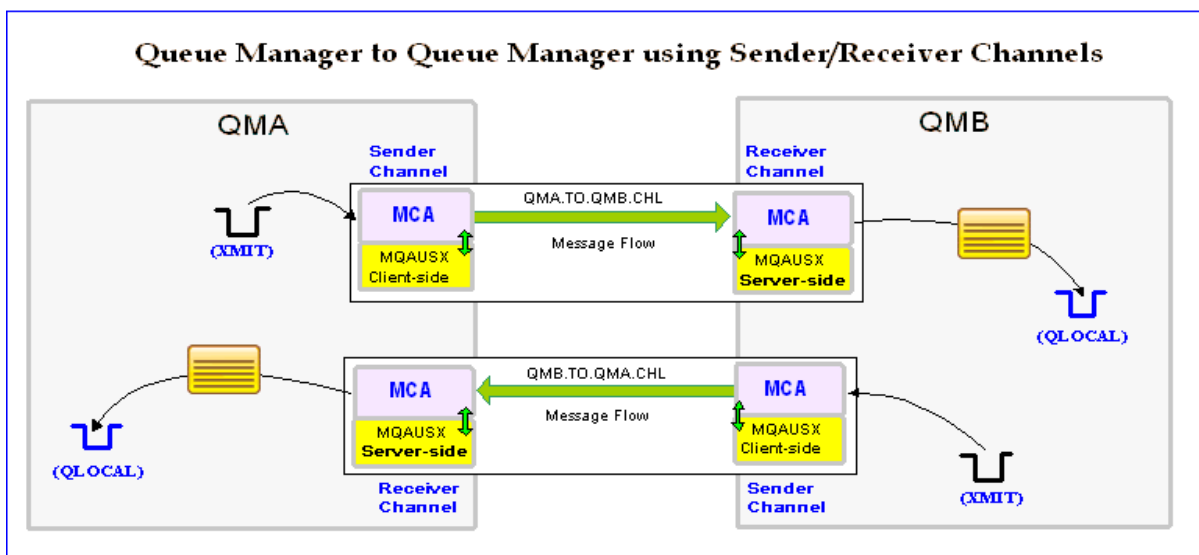 Queue Manager to Queue Manager using Sender/Receiver Channels
QMA
QMB
Sender
Channel
Receiver
Channel
(XMIT)
MCA
MQAUSX
Client-side
QMA.TO.QMB.CHL
Message Flow
MCA
MQAUSX
Server-side
(QLOCAL)
(QLOCAL)
MCA
MQAUSX
Server-side
QMB.TO.QMA.CHL
Message Flow
MCA
MQAUSX
Client-side
(XMIT)
Receiver
Channel
Sender
Channel